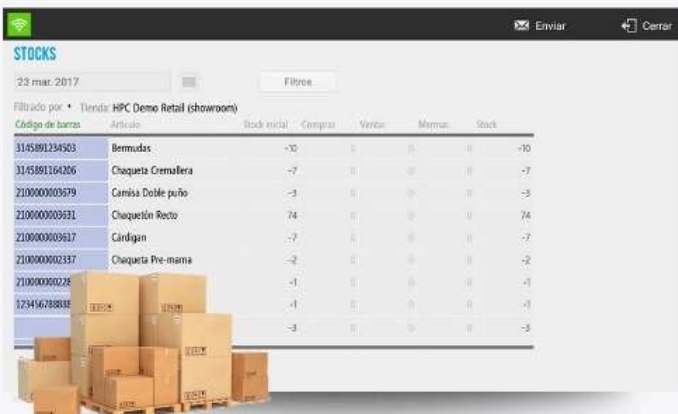 Enviar Cerrar
STOCKS
23 mar. 2017 Filtros
Filtrado por • Tienda: HPC Demo Retail (showroom)
Código de barras Artículo Stock inicial Compras Ventas Mermas Stock
3145891234503 Bermudas -10 0 0 0 -10
3145891164206 Chaqueta Cremallera -7 0 0 0 -7
2100000003679 Camisa Doble puño -3 0 0 0 -3
2100000003631 Chaquetón Recto 74 0 0 0 74
2100000003617 Cárdigan -7 0 0 0 -7
2100000002337 Chaqueta Pre-mama -2 0 0 0 -2
-1 0 0 0 -1
-1 0 0 0 -1
-3 0 0 0 -3